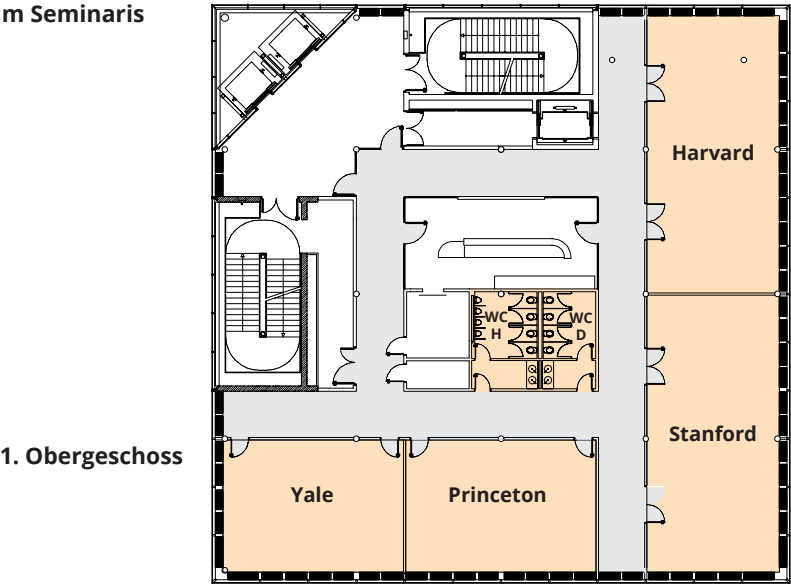 m Seminaris
Harvard
WC
H
WC
D
Stanford
1. Obergeschoss
Yale
Princeton